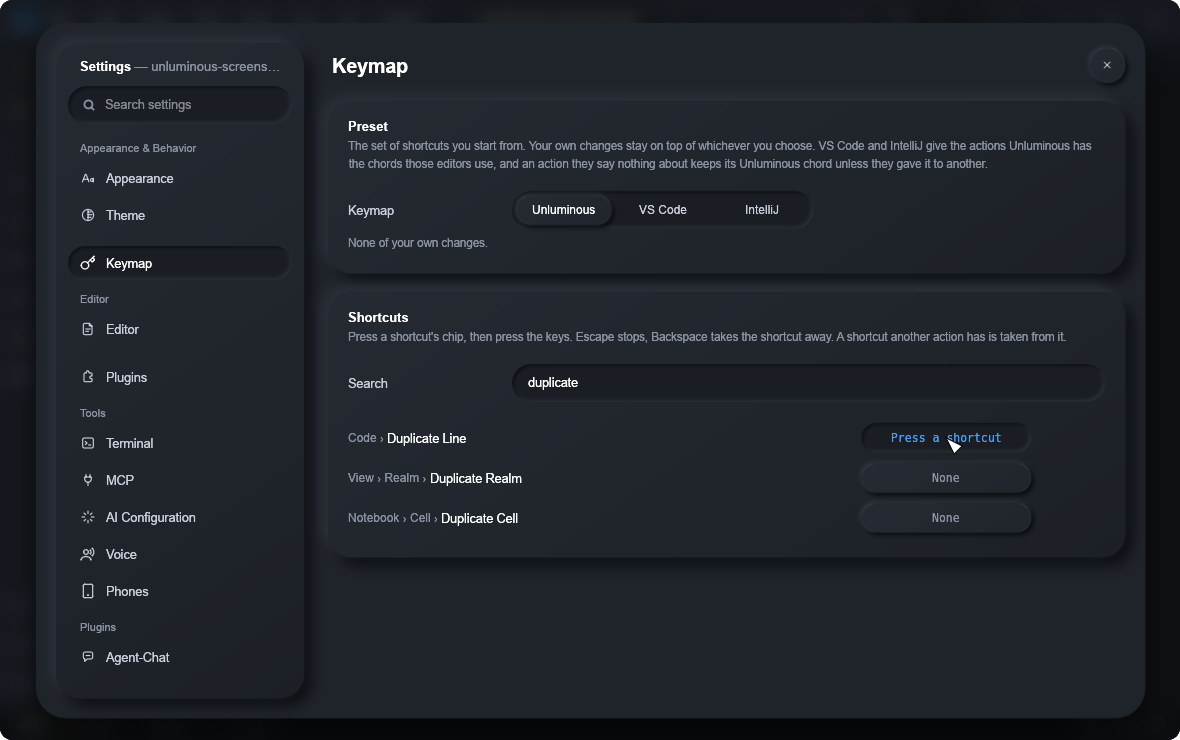 Settings — unluminous-screens…
Search settings
Appearance & Behavior
Appearance
Theme
Keymap
Editor
Editor
Plugins
Tools
Terminal
MCP
AI Configuration
Voice
Phones
Plugins
Agent-Chat
Keymap
Preset
The set of shortcuts you start from. Your own changes stay on top of whichever you choose. VS Code and IntelliJ give the actions Unluminous has
the chords those editors use, and an action they say nothing about keeps its Unluminous chord unless they gave it to another.
Keymap Unluminous VS Code IntelliJ
None of your own changes.
Shortcuts
Press a shortcut's chip, then press the keys. Escape stops, Backspace takes the shortcut away. A shortcut another action has is taken from it.
Search duplicate
Code › Duplicate Line Press a shortcut
View › Realm › Duplicate Realm None
Notebook › Cell › Duplicate Cell None